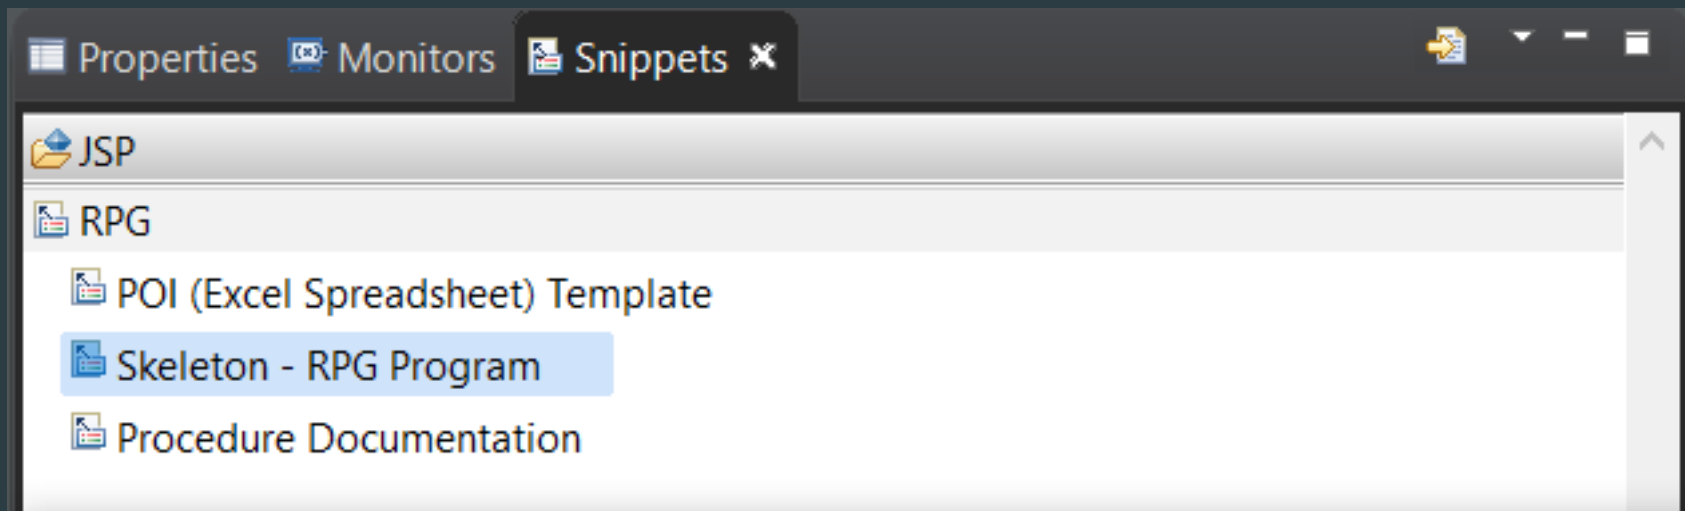 Properties Monitors Snippets
JSP
RPG
POI (Excel Spreadsheet) Template
Skeleton - RPG Program
Procedure Documentation